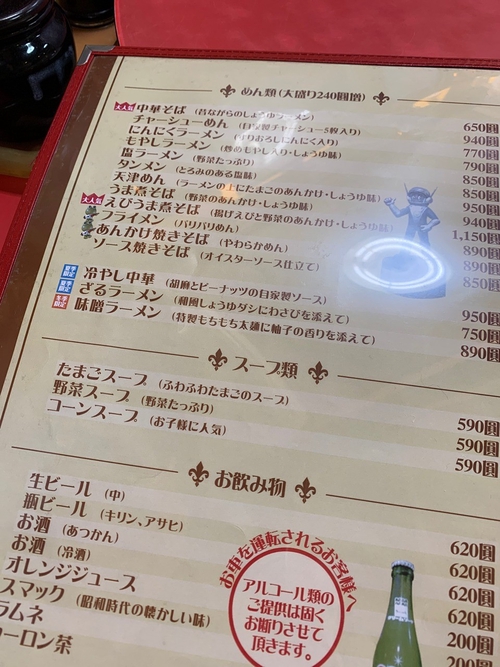 めん類(大盛り240圓増)
大人気 中華そば (昔ながらのしょうゆラーメン) 650圓
チャーシューめん (自家製チャーシュー5枚入り) 940圓
にんにくラーメン (すりおろしにんにく入り) 770圓
もやしラーメン (炒めもやし入り・しょうゆ味) 790圓
塩ラーメン (野菜たっぷり) 850圓
タンメン (とろみのある塩味) 850圓
天津めん (ラーメンの上にたまごのあんかけ・しょうゆ味) 950圓
うま煮そば (野菜のあんかけ・しょうゆ味) 940圓
大人気 えびうま煮そば (揚げえびと野菜のあんかけ・しょうゆ味) 1,150圓
フライメン (パリパリめん) 890圓
あんかけ焼きそば (やわらかめん) 890圓
ソース焼きそば (オイスターソース仕立て) 850圓
夏季限定 冷やし中華 (胡麻とピーナッツの自家製ソース) 950圓
夏季限定 ざるラーメン (和風しょうゆダシにわさびを添えて) 750圓
冬季限定 味噌ラーメン (特製もちもち太麺に柚子の香りを添えて) 890圓
スープ類
たまごスープ (ふわふわたまごのスープ) 590圓
野菜スープ (野菜たっぷり) 590圓
コーンスープ (お子様に人気) 590圓
お飲み物
生ビール (中) 620圓
瓶ビール (キリン、アサヒ) 620圓
お酒 (あつかん) 620圓
お酒 (冷酒) 620圓
オレンジジュース 200圓
スマック (昭和時代の懐かしい味) 200圓
ラムネ
ーロン茶
お車を運転されるお客様へ
アルコール類の
ご提供は固く
お断りさせて
頂きます。